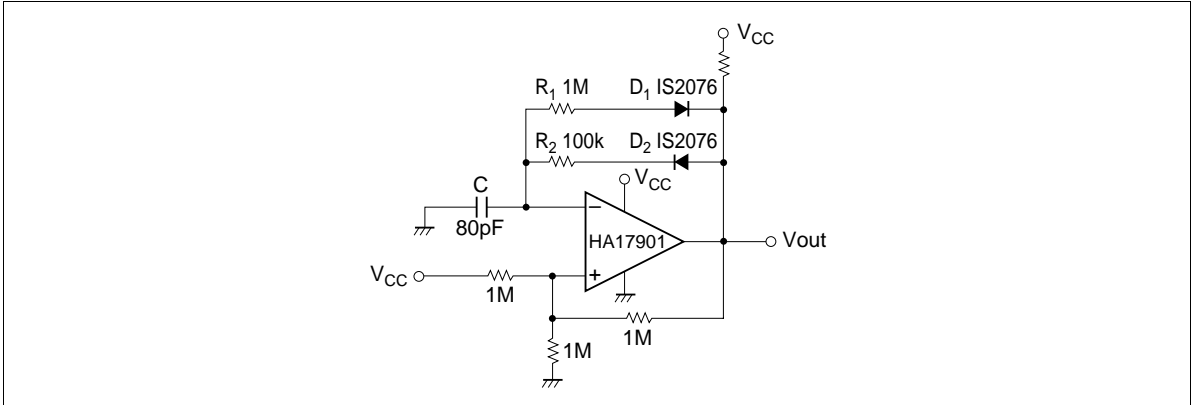 VCC
R1 1M
D1 IS2076
R2 100k
D2 IS2076
VCC
C
80pF
−
HA17901
Vout
VCC
1M
+
1M
1M